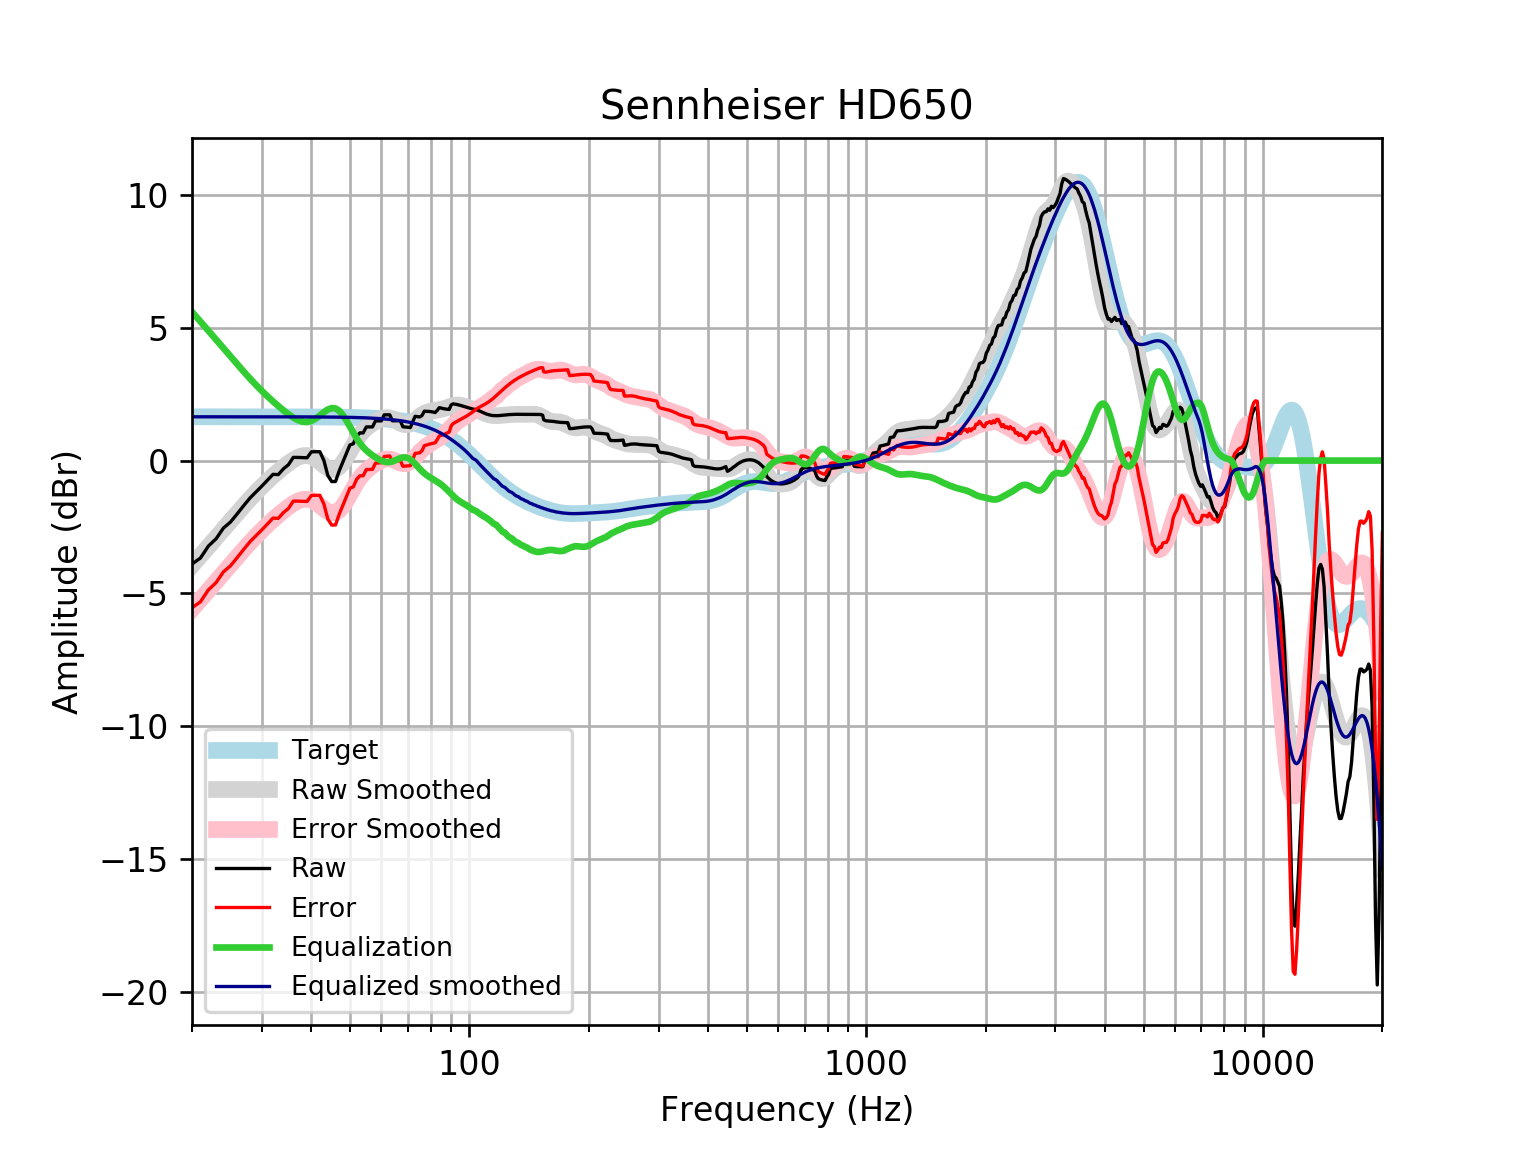 Sennheiser HD650
10
5
0
−5
−10
−15
−20
Amplitude (dBr)
Target
Raw Smoothed
Error Smoothed
Raw
Error
Equalization
Equalized smoothed
100
1000
10000
Frequency (Hz)